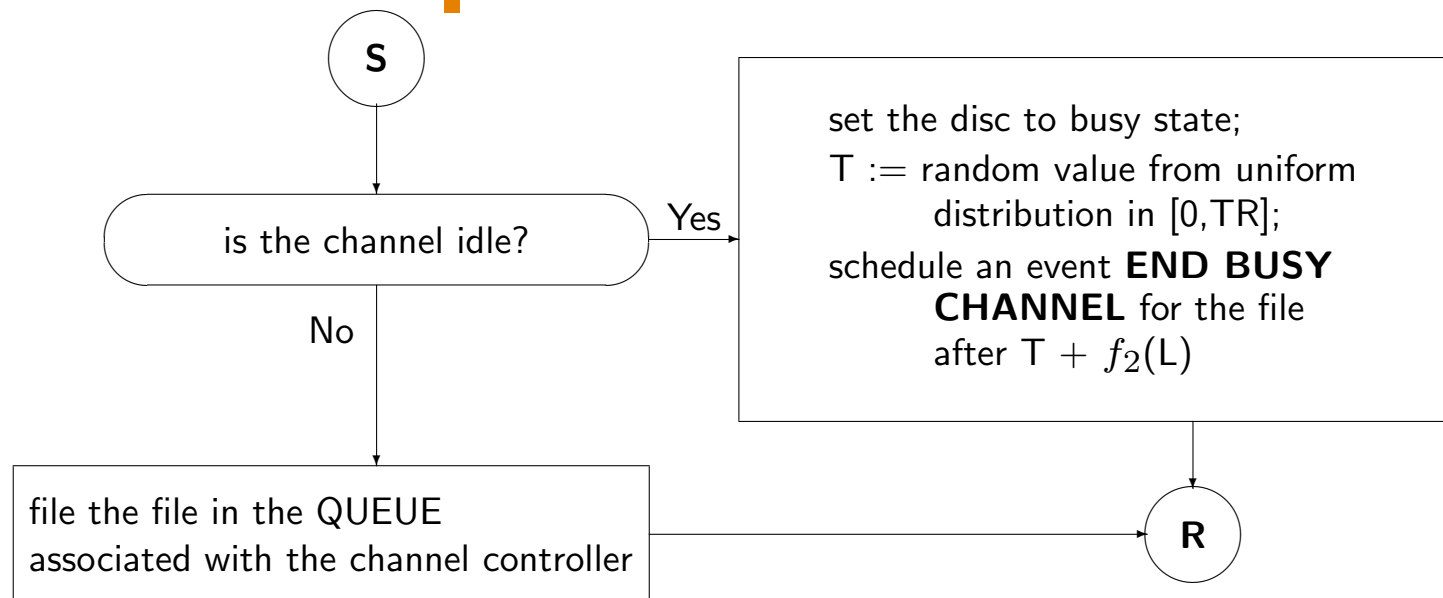 S
is the channel idle?
Yes
set the disc to busy state;
T := random value from uniform
distribution in [0,TR];
schedule an event END BUSY
CHANNEL for the file
after T + f₂(L)
No
file the file in the QUEUE
associated with the channel controller
R